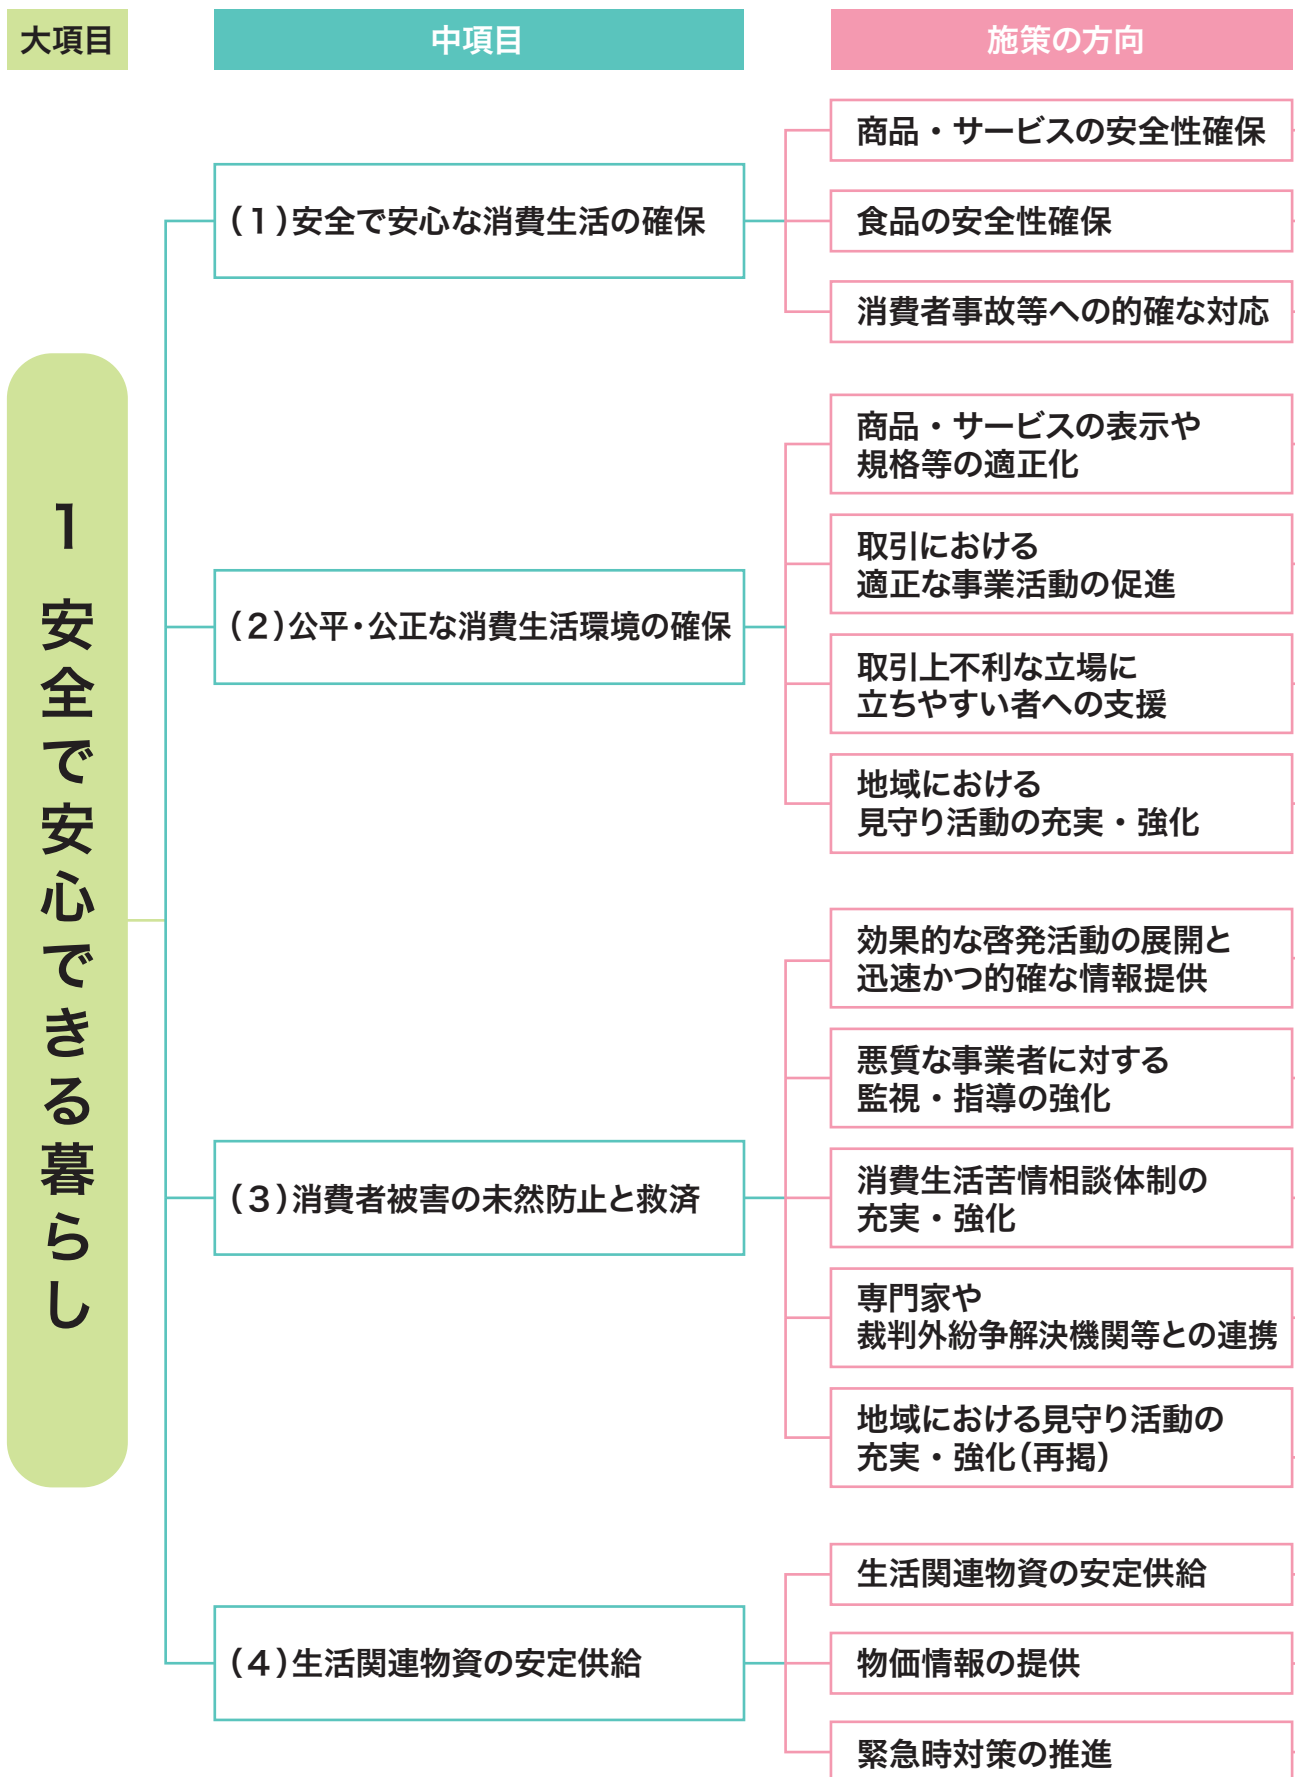 大項目
中項目
施策の方向
1 安全で安心できる暮らし
(1)安全で安心な消費生活の確保
商品・サービスの安全性確保
食品の安全性確保
消費者事故等への的確な対応
(2)公平・公正な消費生活環境の確保
商品・サービスの表示や
規格等の適正化
取引における
適正な事業活動の促進
取引上不利な立場に
立ちやすい者への支援
地域における
見守り活動の充実・強化
(3)消費者被害の未然防止と救済
効果的な啓発活動の展開と
迅速かつ的確な情報提供
悪質な事業者に対する
監視・指導の強化
消費生活苦情相談体制の
充実・強化
専門家や
裁判外紛争解決機関等との連携
地域における見守り活動の
充実・強化(再掲)
(4)生活関連物資の安定供給
生活関連物資の安定供給
物価情報の提供
緊急時対策の推進